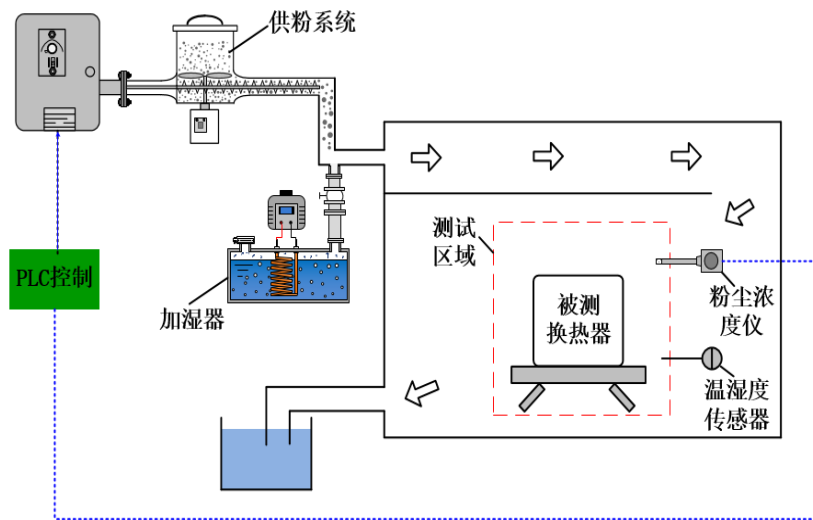 供粉系统
测试
区域
PLC控制
被测
换热器
粉尘浓
度仪
加湿器
温湿度
传感器